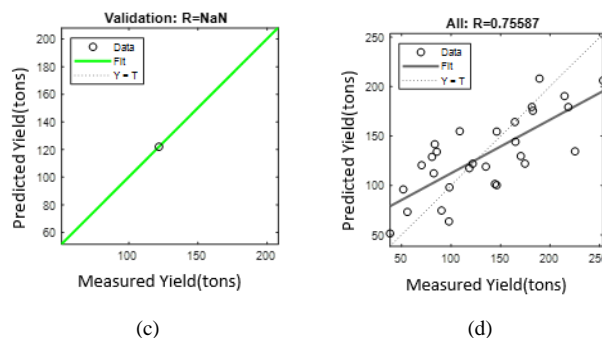 Validation: R=NaN
200
180
160
140
120
100
80
60
Data
Fit
Y = T
100
150
200
Predicted Yield(tons)
Measured Yield(tons)
(c)
All: R=0.75587
250
200
150
100
50
Data
Fit
Y = T
50
100
150
200
250
Predicted Yield(tons)
Measured Yield(tons)
(d)